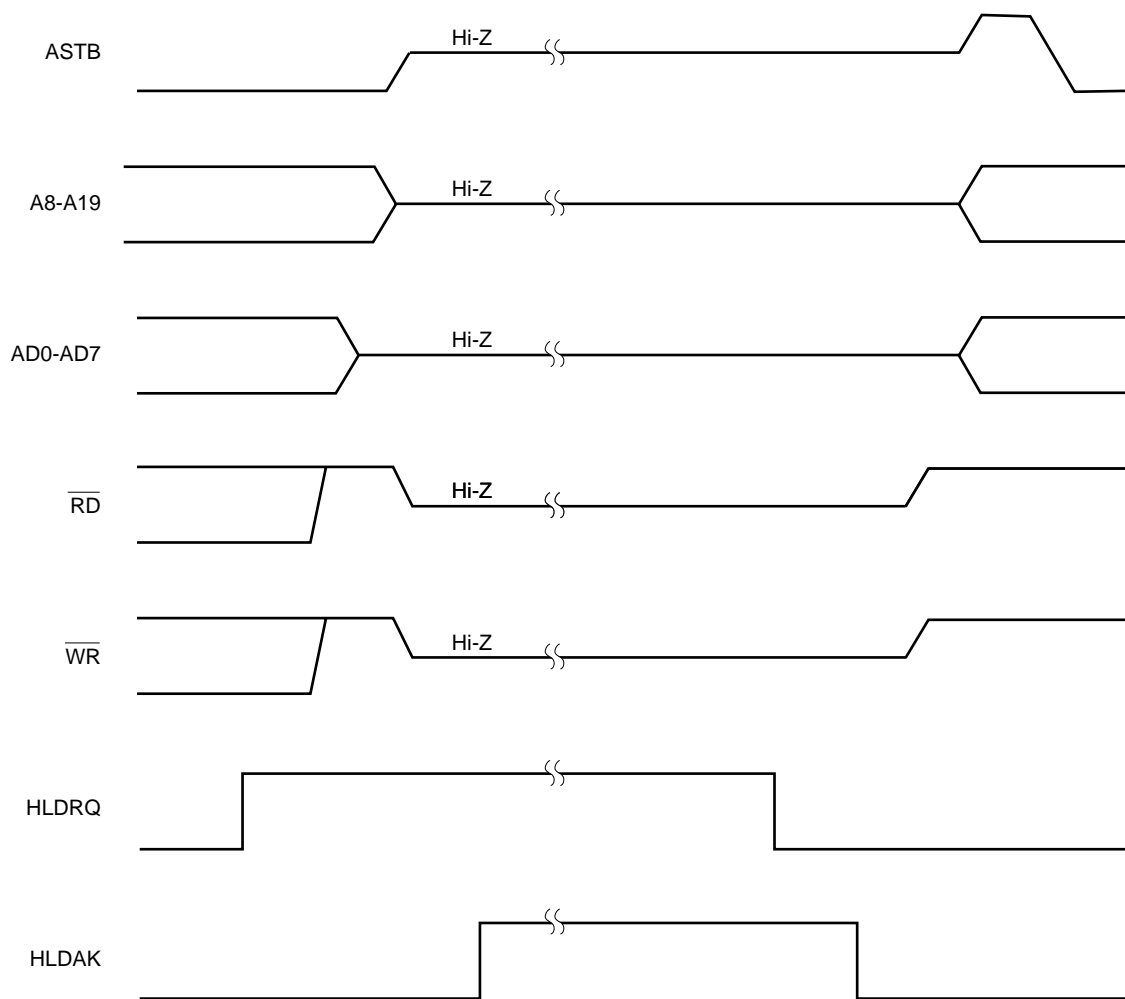 ASTB
Hi-Z
A8-A19
Hi-Z
AD0-AD7
Hi-Z
RD
Hi-Z
WR
Hi-Z
HLDRQ
HLDAK